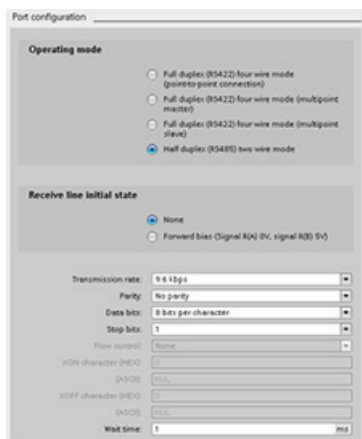 Port configuration
Operating mode
Full duplex (RS422) four wire mode
(point-to-point connection)
Full duplex (RS422) four wire mode (multipoint
master)
Full duplex (RS422) four wire mode (multipoint
slave)
Half duplex (RS485) two wire mode
Receive line initial state
None
Forward bias (Signal R(A) 0V, signal R(B) 5V)
Transmission rate: 9.6 kbps
Parity: No parity
Data bits: 8 bits per character
Stop bits: 1
Flow control: None
XON character (HEX): 0
(ASCII): NUL
XOFF character (HEX): 0
(ASCII): NUL
Wait time: 1 ms